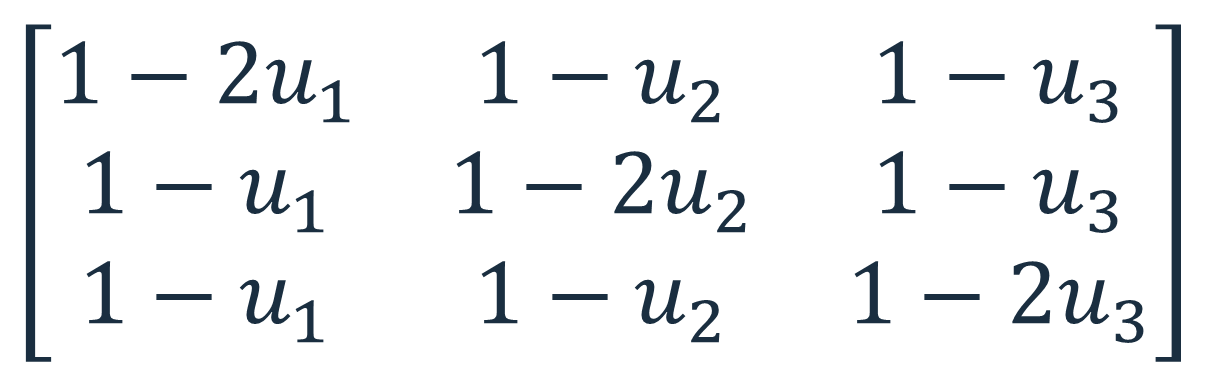 1 − 2u₁ 1 − u₂ 1 − u₃
1 − u₁ 1 − 2u₂ 1 − u₃
1 − u₁ 1 − u₂ 1 − 2u₃